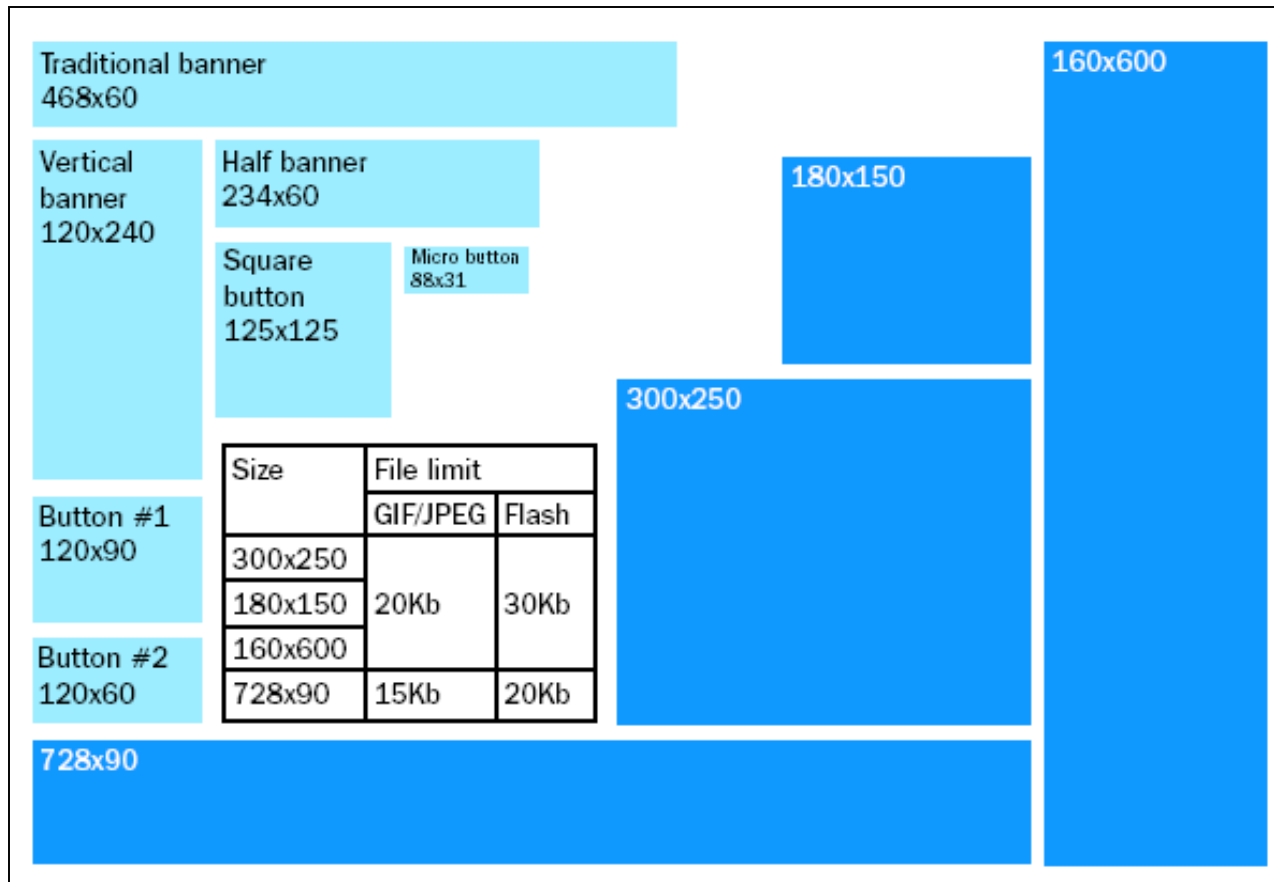 Traditional banner
468x60
160x600
Vertical
banner
120x240
Half banner
234x60
180x150
Square
button
125x125
Micro button
88x31
300x250
Size
File limit
GIF/JPEG
Flash
300x250
180x150
20Kb
30Kb
160x600
728x90
15Kb
20Kb
Button #1
120x90
Button #2
120x60
728x90